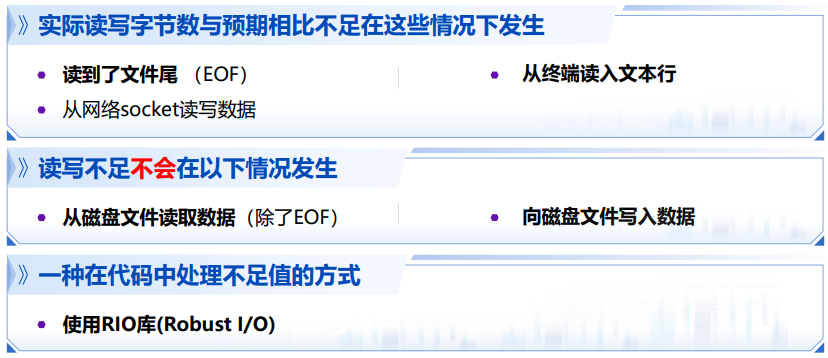 实际读写字节数与预期相比不足在这些情况下发生
读到了文件尾 （EOF）
从终端读入文本行
从网络socket读写数据
读写不足不会在以下情况发生
从磁盘文件读取数据（除了EOF）
向磁盘文件写入数据
一种在代码中处理不足值的方式
使用RIO库(Robust I/O)